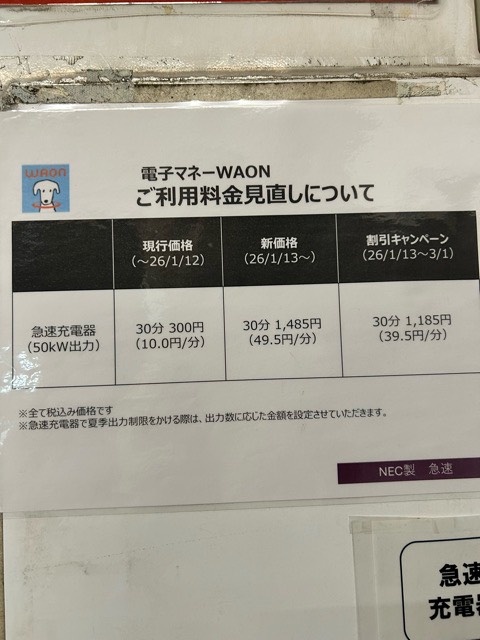 WAON
電子マネーWAON
ご利用料金見直しについて
現行価格 新価格 割引キャンペーン
(~26/1/12) (26/1/13~) (26/1/13~3/1)
急速充電器 30分 300円 30分 1,485円 30分 1,185円
(50kW出力) (10.0円/分) (49.5円/分) (39.5円/分)
※全て税込み価格です
※急速充電器で夏季出力制限をかける際は、出力数に応じた金額を設定させていただきます。
NEC製 急速
急速
充電器